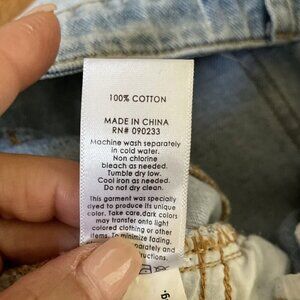 100% COTTON
MADE IN CHINA
RN# 090233
Machine wash separately
in cold water.
Non chlorine
bleach as needed.
Tumble dry low.
Cool iron as needed.
Do not dry clean.
This garment was specially
dyed to produce its unique
color. Take care.dark colors
may transfer onto light
colored clothing or other
items. To minimize fading,